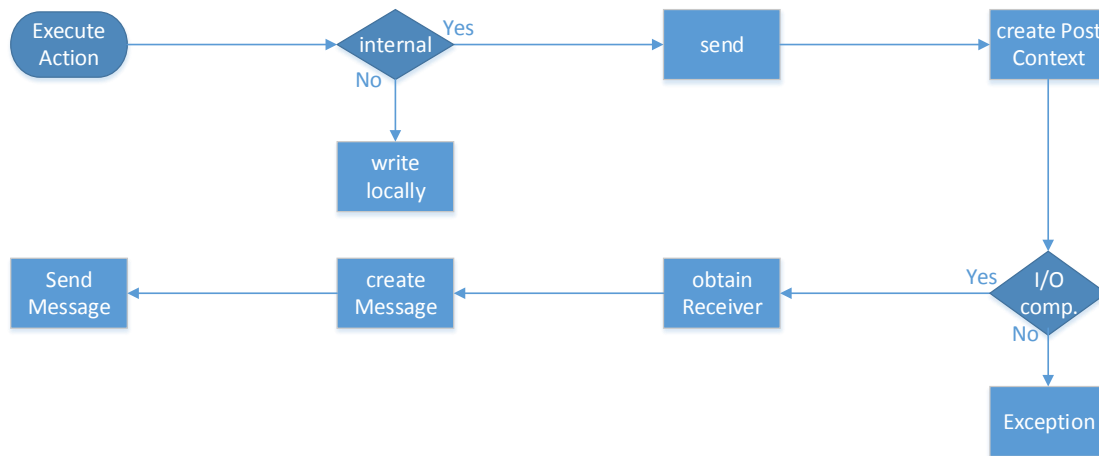 Execute
Action
internal
Yes
send
create Post
Context
No
write
locally
Send
Message
create
Message
obtain
Receiver
Yes
I/O
comp.
No
Exception